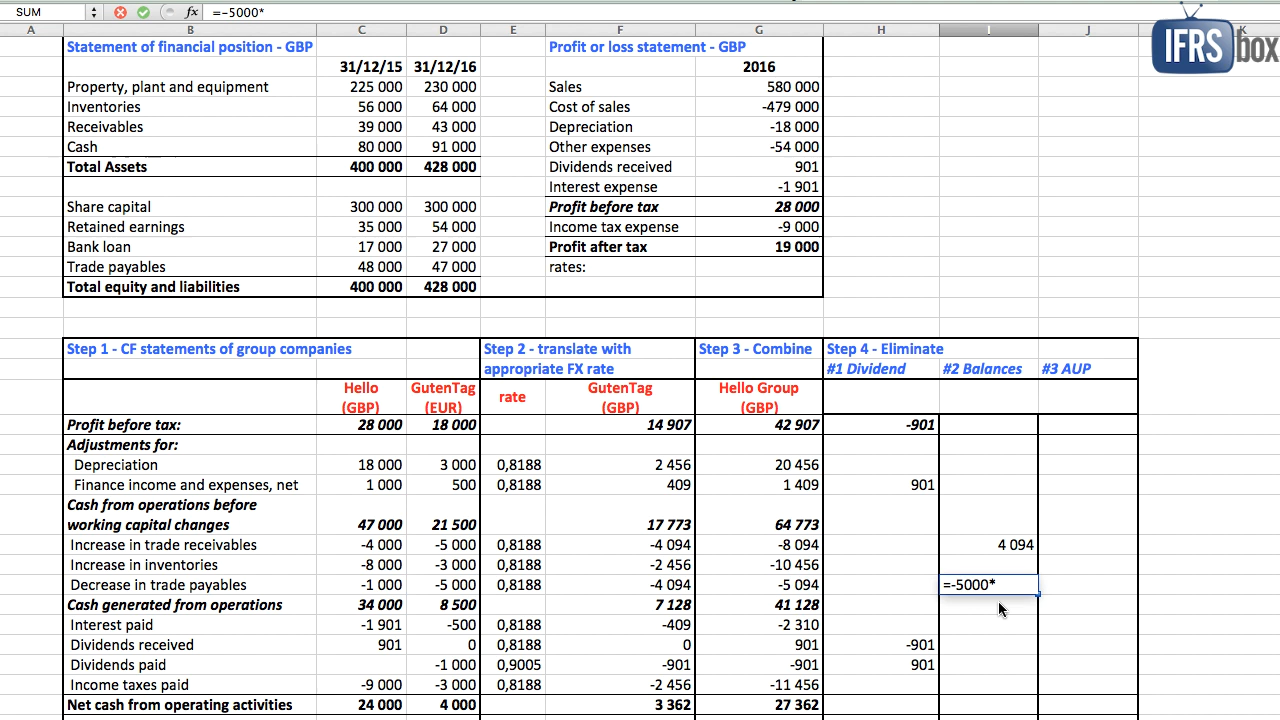 SUM fx =-5000*
A B C D E F G H I J K
IFRSbox
Statement of financial position - GBP Profit or loss statement - GBP
31/12/15 31/12/16 2016
Property, plant and equipment 225 000 230 000 Sales 580 000
Inventories 56 000 64 000 Cost of sales -479 000
Receivables 39 000 43 000 Depreciation -18 000
Cash 80 000 91 000 Other expenses -54 000
Total Assets 400 000 428 000 Dividends received 901
Interest expense -1 901
Share capital 300 000 300 000 Profit before tax 28 000
Retained earnings 35 000 54 000 Income tax expense -9 000
Bank loan 17 000 27 000 Profit after tax 19 000
Trade payables 48 000 47 000 rates:
Total equity and liabilities 400 000 428 000
Step 1 - CF statements of group companies Step 2 - translate with Step 3 - Combine Step 4 - Eliminate
appropriate FX rate #1 Dividend #2 Balances #3 AUP
Hello GutenTag rate GutenTag Hello Group
(GBP) (EUR) (GBP) (GBP)
Profit before tax: 28 000 18 000 14 907 42 907 -901
Adjustments for:
Depreciation 18 000 3 000 0,8188 2 456 20 456
Finance income and expenses, net 1 000 500 0,8188 409 1 409 901
Cash from operations before
working capital changes 47 000 21 500 17 773 64 773
Increase in trade receivables -4 000 -5 000 0,8188 -4 094 -8 094 4 094
Increase in inventories -8 000 -3 000 0,8188 -2 456 -10 456
Decrease in trade payables -1 000 -5 000 0,8188 -4 094 -5 094 =-5000*
Cash generated from operations 34 000 8 500 7 128 41 128
Interest paid -1 901 -500 0,8188 -409 -2 310
Dividends received 901 0 0,8188 0 901 -901
Dividends paid -1 000 0,9005 -901 -901 901
Income taxes paid -9 000 -3 000 0,8188 -2 456 -11 456
Net cash from operating activities 24 000 4 000 3 362 27 362